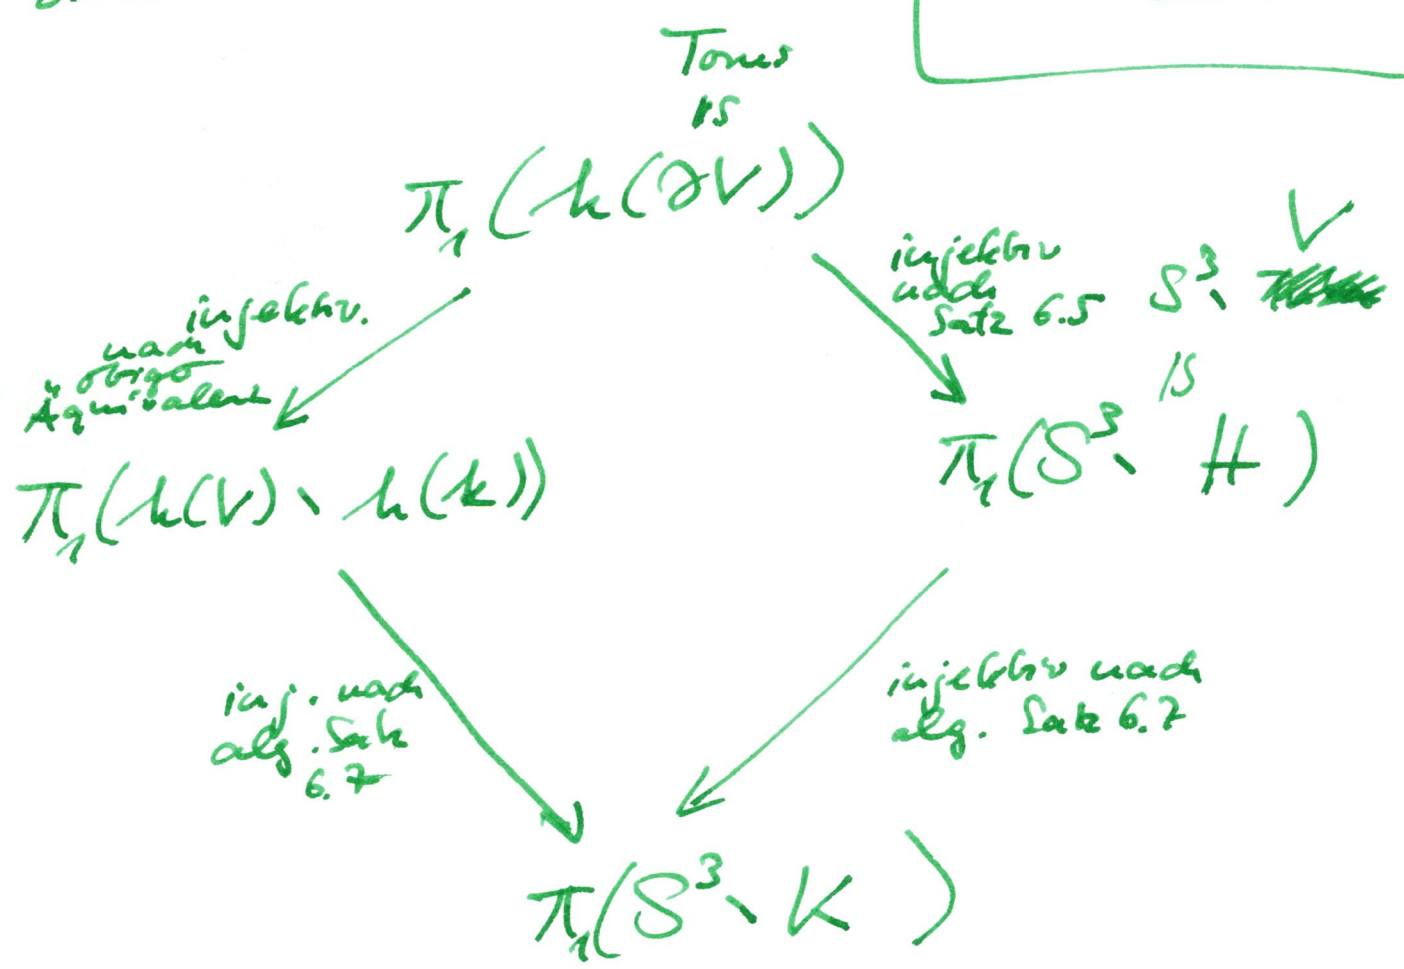 Torus
π₁(h(∂V))
injektiv.
nach
obige
Äquivalent
injektiv
nach
Satz 6.5
S³∖ V
π₁(h(V)∖h(k))
π₁(S³∖H)
inj. nach
alg. Satz
6.7
injektiv nach
alg. Satz 6.7
π₁(S³∖K)